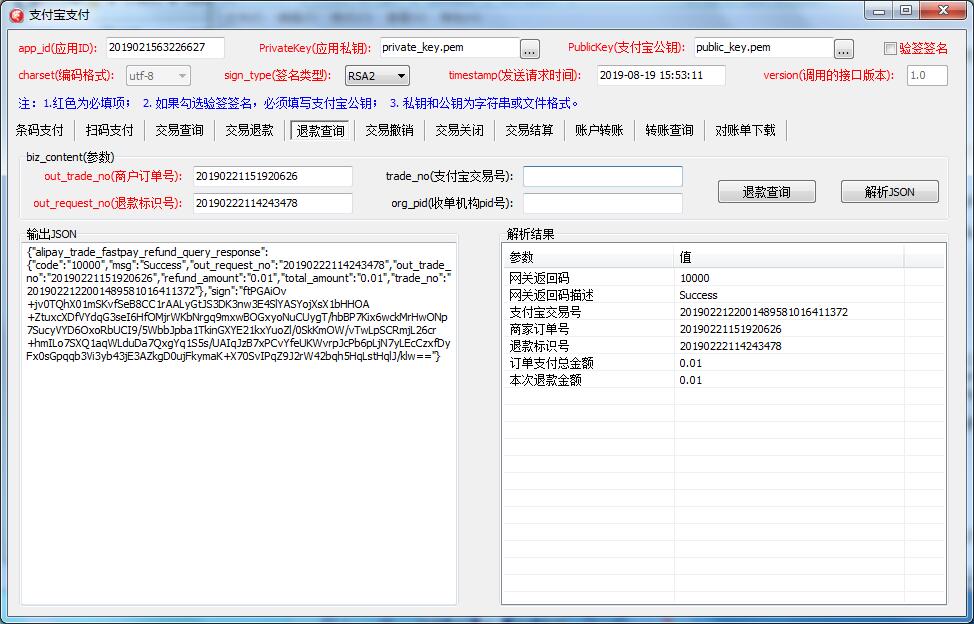 支付宝支付
app_id(应用ID): 2019021563226627 PrivateKey(应用私钥): private_key.pem ... PublicKey(支付宝公钥): public_key.pem ... 验签签名
charset(编码格式): utf-8 sign_type(签名类型): RSA2 timestamp(发送请求时间): 2019-08-19 15:53:11 version(调用的接口版本): 1.0
注：1.红色为必填项； 2. 如果勾选验签签名，必须填写支付宝公钥； 3. 私钥和公钥为字符串或文件格式。
条码支付 扫码支付 交易查询 交易退款 退款查询 交易撤销 交易关闭 交易结算 账户转账 转账查询 对账单下载
biz_content(参数)
out_trade_no(商户订单号): 20190221151920626 trade_no(支付宝交易号): 退款查询 解析JSON
out_request_no(退款标识号): 20190222114243478 org_pid(收单机构pid号):
输出JSON
{"alipay_trade_fastpay_refund_query_response":
{"code":"10000","msg":"Success","out_request_no":"20190222114243478","out_trade_
no":"20190221151920626","refund_amount":"0.01","total_amount":"0.01","trade_no":"
2019022122001489581016411372"},"sign":"ftPGAiOv
+jv0TQhX01mSKvfSeB8CC1rAALyGtJS3DK3nw3E4SlYASYojXsX1bHHOA
+ZtuxcXDfVYdqG3seI6HfOMjrWKbNrgq9mxwBOGxyoNuCUygT/hbBP7Kix6wckMrHwONp
7SucyVYD6OxoRbUCI9/5WbbJpba1TkinGXYE21kxYuoZl/0SkKmOW/vTwLpSCRmjL26cr
+hmILo7SXQ1aqWLduDa7QxgYq1S5s/UAIqJzB7xPCvYfeUKWvrpJcPb6pLjN7yLEcCzxfDy
Fx0sGpqqb3Vi3yb43jE3AZkgD0ujFkymaK+X70SvIPqZ9J2rW42bqh5HqLstHqlJ/klw=="}
解析结果
参数 值
网关返回码 10000
网关返回码描述 Success
支付宝交易号 2019022122001489581016411372
商家订单号 20190221151920626
退款标识号 20190222114243478
订单支付总金额 0.01
本次退款金额 0.01